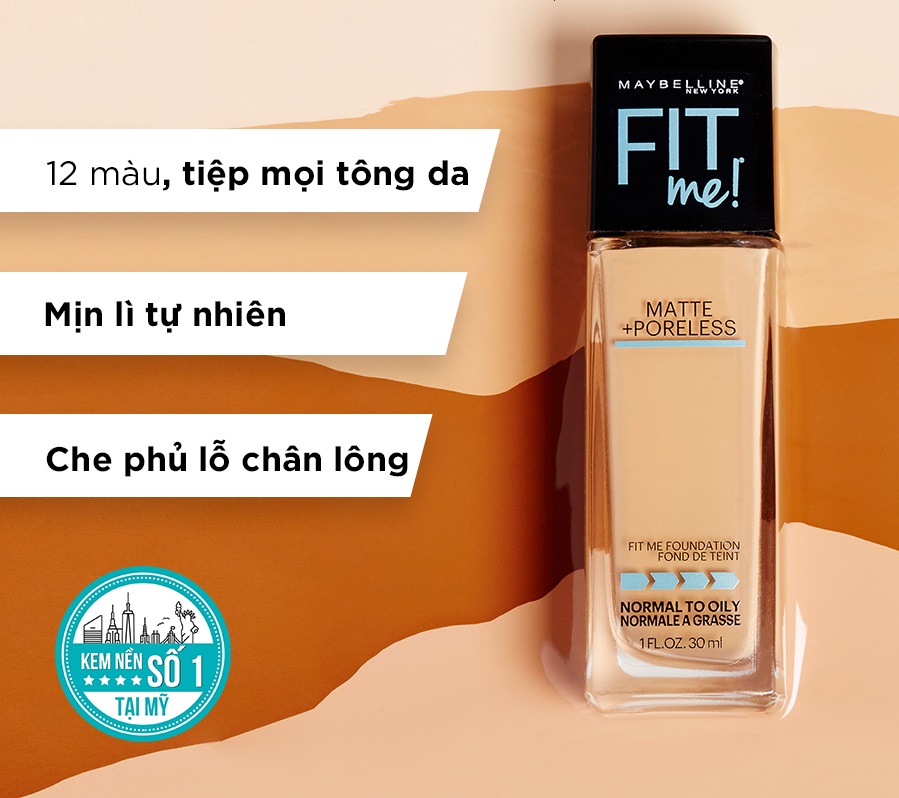 12 màu, tiệp mọi tông da
Mịn lì tự nhiên
Che phủ lỗ chân lông
KEM NỀN
SỐ 1
TẠI MỸ
MAYBELLINE®
NEW YORK
FIT
me!
MATTE
+PORELESS
FIT ME FOUNDATION
FOND DE TEINT
NORMAL TO OILY
NORMALE A GRASSE
1 FL.OZ. 30 ml